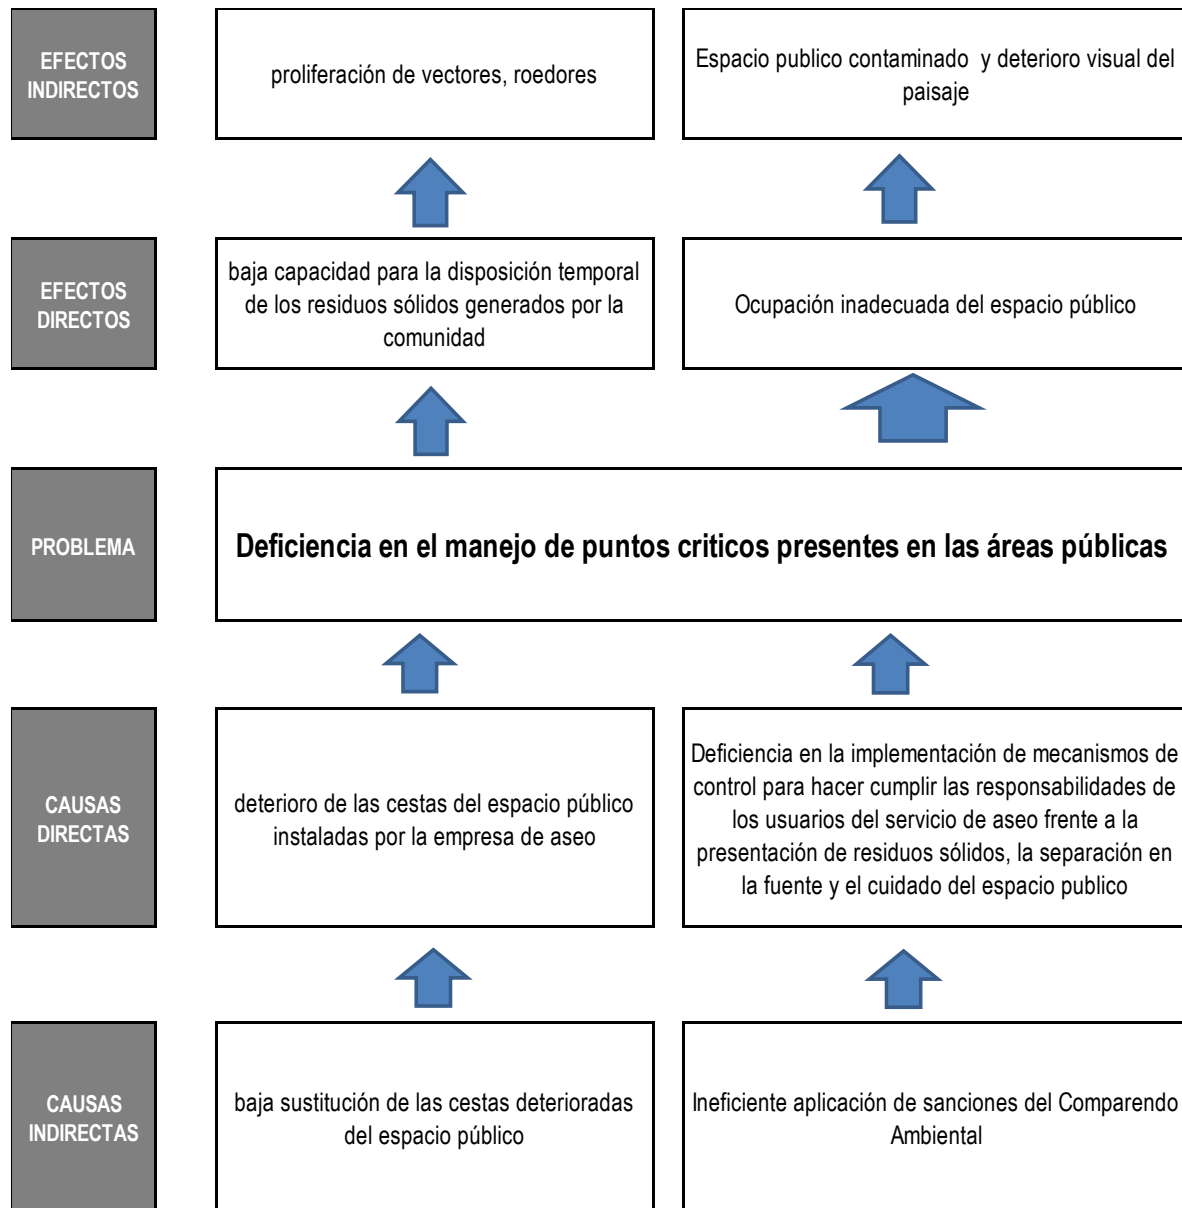 EFECTOS
INDIRECTOS
proliferación de vectores, roedores
Espacio publico contaminado y deterioro visual del
paisaje
EFECTOS
DIRECTOS
baja capacidad para la disposición temporal
de los residuos sólidos generados por la
comunidad
Ocupación inadecuada del espacio público
PROBLEMA
Deficiencia en el manejo de puntos criticos presentes en las áreas públicas
CAUSAS
DIRECTAS
deterioro de las cestas del espacio público
instaladas por la empresa de aseo
Deficiencia en la implementación de mecanismos de
control para hacer cumplir las responsabilidades de
los usuarios del servicio de aseo frente a la
presentación de residuos sólidos, la separación en
la fuente y el cuidado del espacio publico
CAUSAS
INDIRECTAS
baja sustitución de las cestas deterioradas
del espacio público
Ineficiente aplicación de sanciones del Comparendo
Ambiental